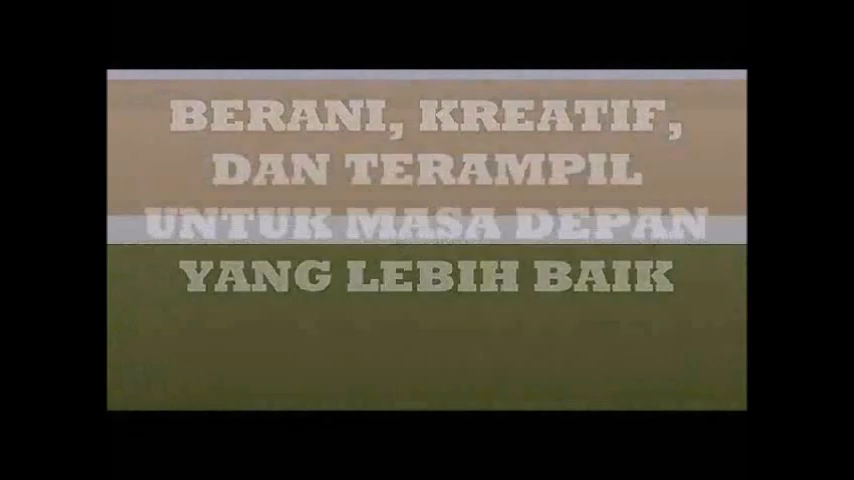 BERANI, KREATIF,
DAN TERAMPIL
UNTUK MASA DEPAN
YANG LEBIH BAIK